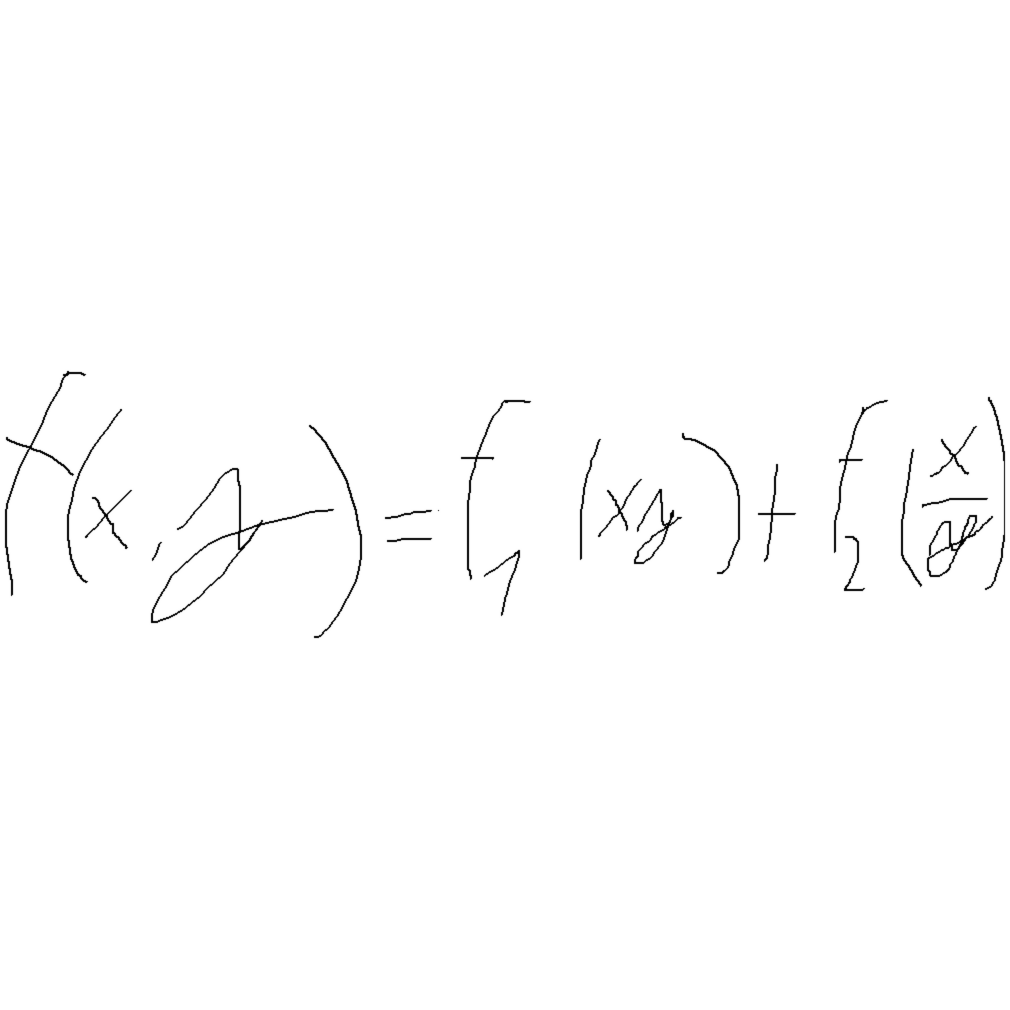 f(x,y) = f₁(xy) + f₂(x/y)